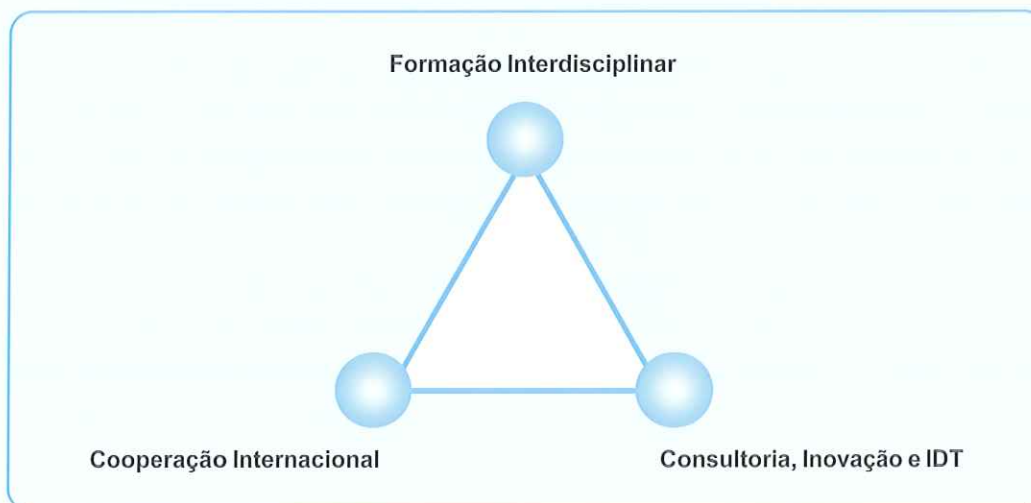 Formação Interdisciplinar
Cooperação Internacional
Consultoria, Inovação e IDT